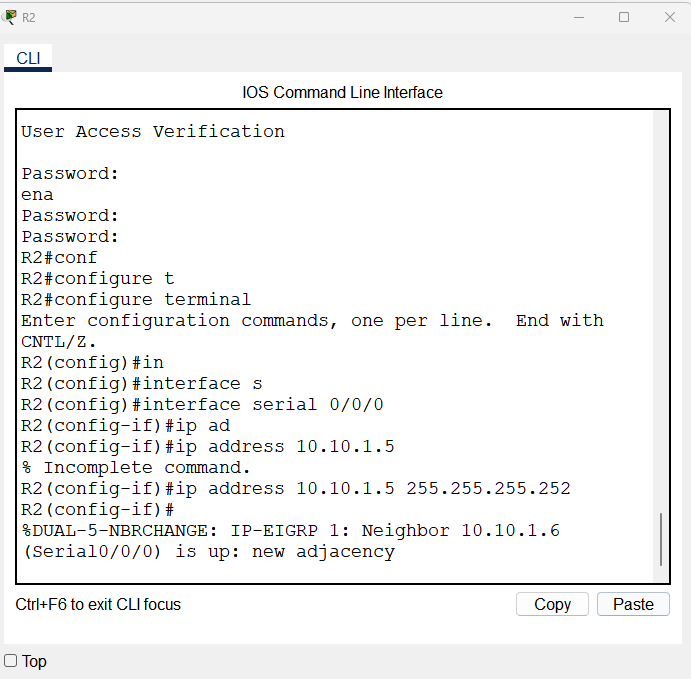 R2
CLI
IOS Command Line Interface
User Access Verification
Password:
ena
Password:
Password:
R2#conf
R2#configure t
R2#configure terminal
Enter configuration commands, one per line.  End with
CNTL/Z.
R2(config)#in
R2(config)#interface s
R2(config)#interface serial 0/0/0
R2(config-if)#ip ad
R2(config-if)#ip address 10.10.1.5
% Incomplete command.
R2(config-if)#ip address 10.10.1.5 255.255.255.252
R2(config-if)#
%DUAL-5-NBRCHANGE: IP-EIGRP 1: Neighbor 10.10.1.6
(Serial0/0/0) is up: new adjacency
Ctrl+F6 to exit CLI focus
Copy
Paste
Top